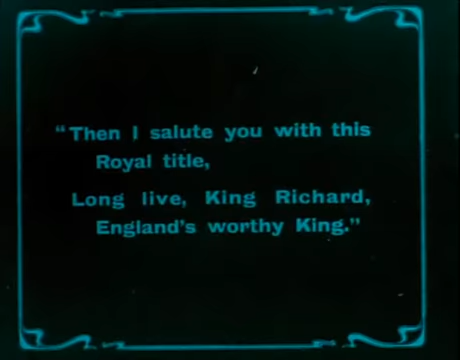 “Then I salute you with this
Royal title,
Long live, King Richard,
England's worthy King.”